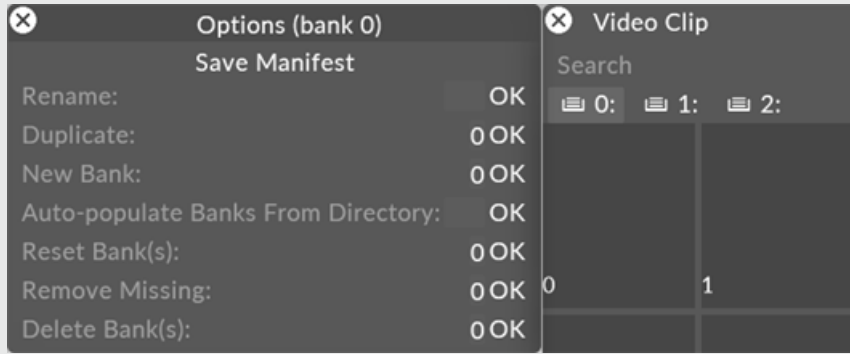 Options (bank 0)
Save Manifest
Rename: OK
Duplicate: 0 OK
New Bank: 0 OK
Auto-populate Banks From Directory: OK
Reset Bank(s): 0 OK
Remove Missing: 0 OK
Delete Bank(s): 0 OK
Video Clip
Search
0: 1: 2:
0 1